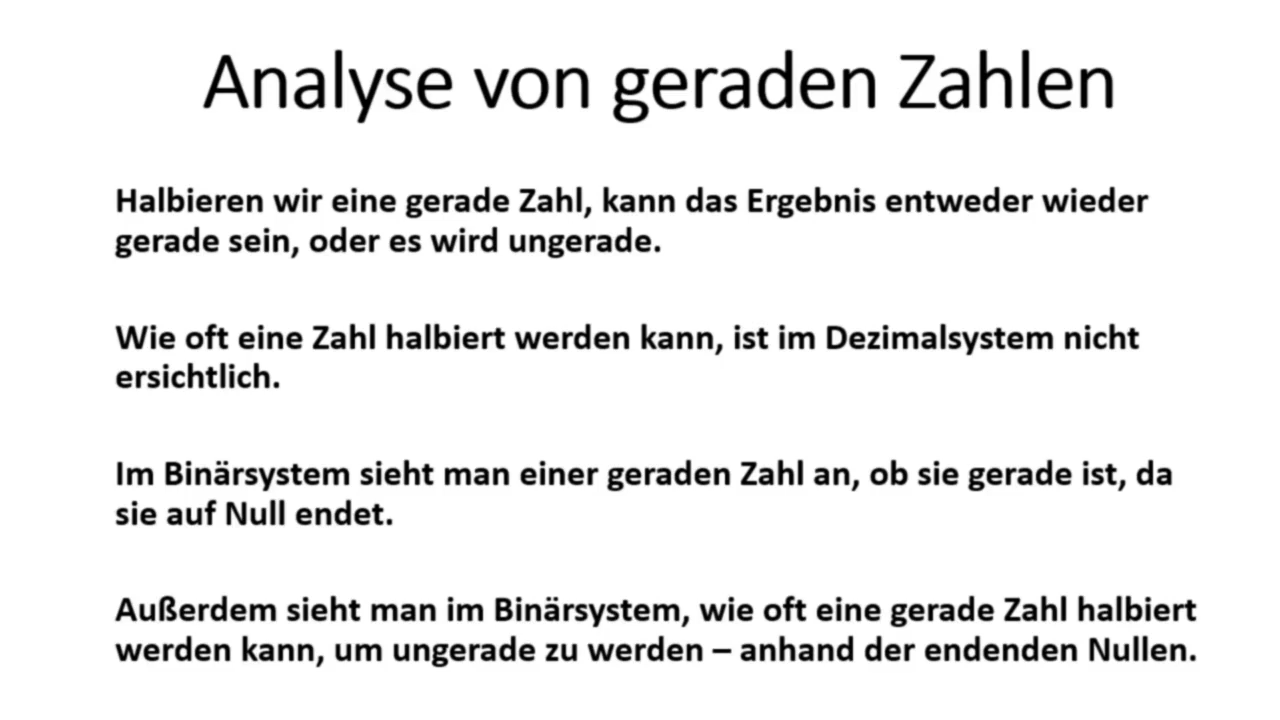 Analyse von geraden Zahlen
Halbieren wir eine gerade Zahl, kann das Ergebnis entweder wieder
gerade sein, oder es wird ungerade.
Wie oft eine Zahl halbiert werden kann, ist im Dezimalsystem nicht
ersichtlich.
Im Binärsystem sieht man einer geraden Zahl an, ob sie gerade ist, da
sie auf Null endet.
Außerdem sieht man im Binärsystem, wie oft eine gerade Zahl halbiert
werden kann, um ungerade zu werden – anhand der endenden Nullen.